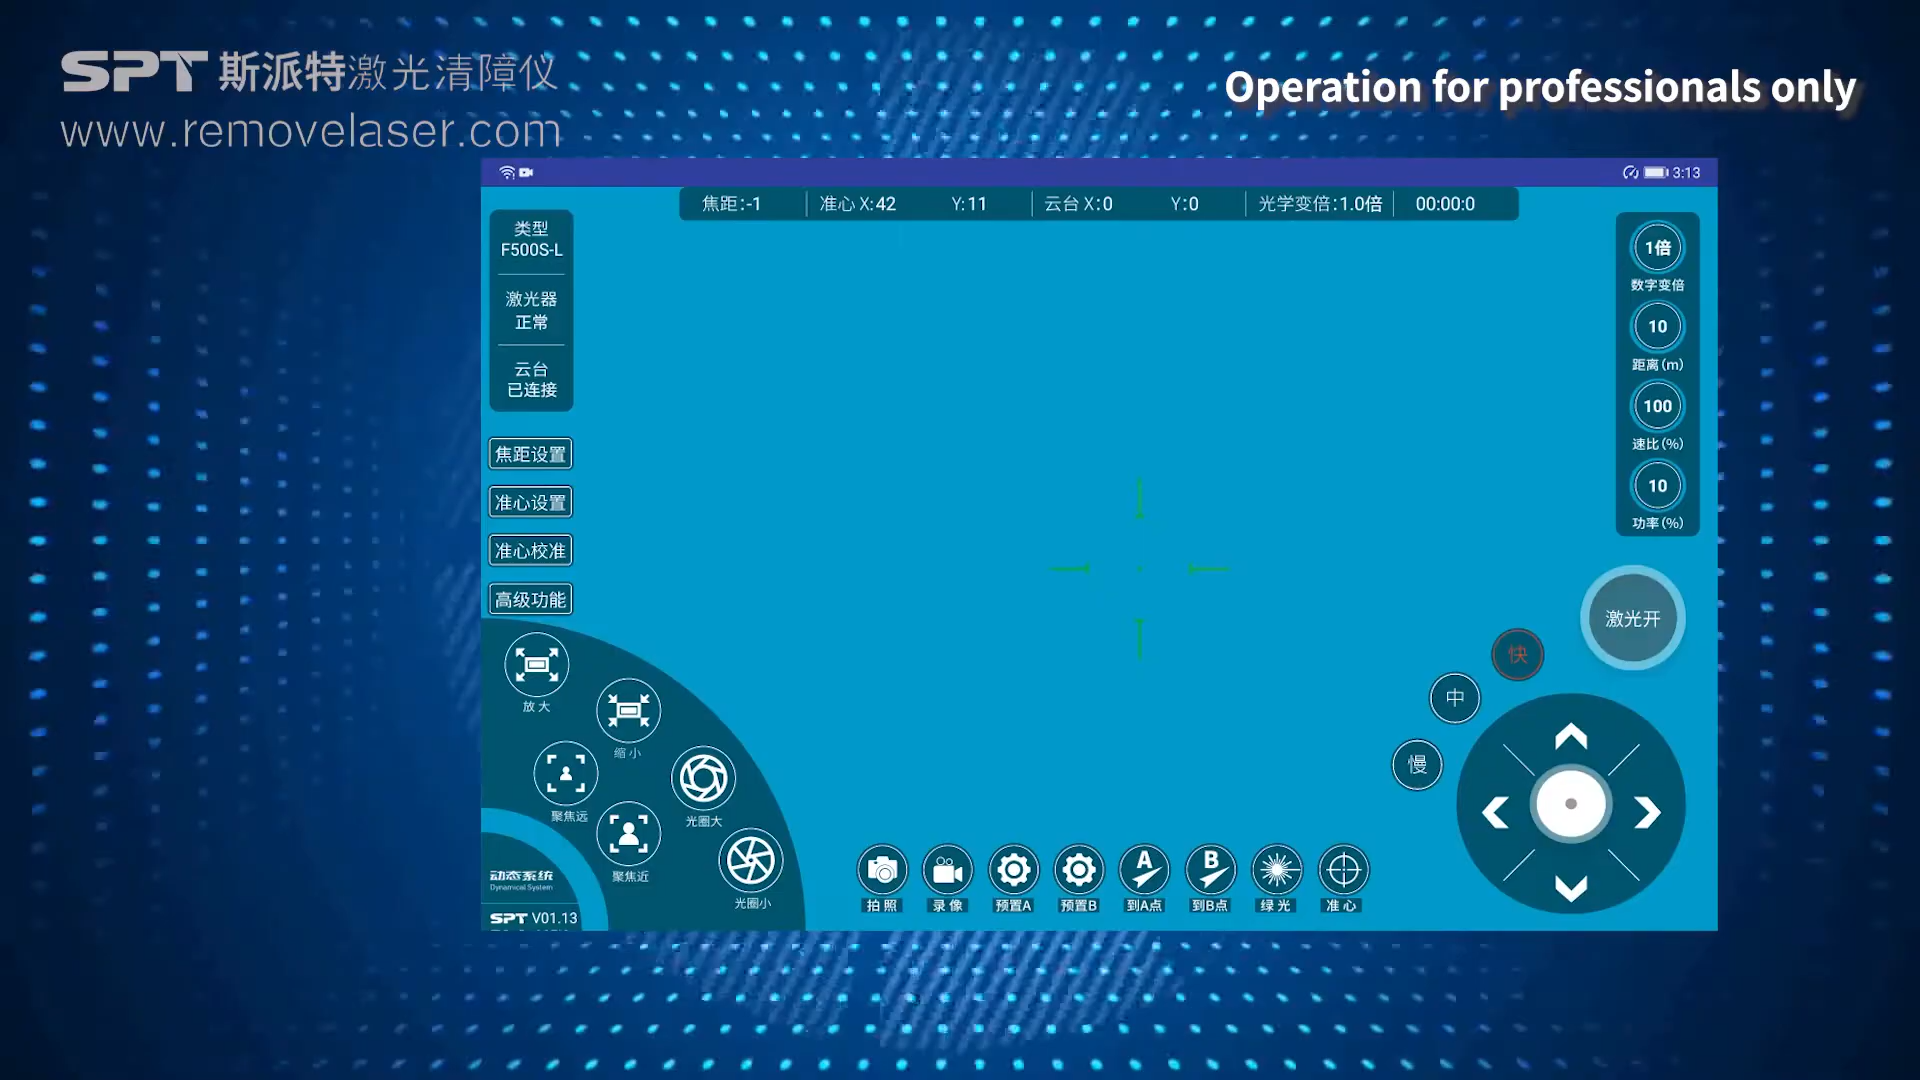 SPT 斯派特激光清障仪
www.removelaser.com
Operation for professionals only
3:13
焦距:-1 准心 X:42 Y:11 云台 X:0 Y:0 光学变倍:1.0倍 00:00:0
类型
F500S-L
激光器
正常
云台
已连接
焦距设置
准心设置
准心校准
高级功能
放大
缩小
聚焦远
光圈大
聚焦近
光圈小
动态系统
Dynamical System
SPT V01.13
拍照
录像
预置A
预置B
A
到A点
B
到B点
绿光
准心
1倍
数字变倍
10
距离(m)
100
速比(%)
10
功率(%)
激光开
快
中
慢